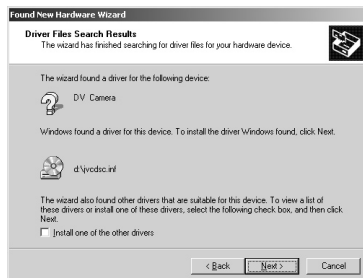 Found New Hardware Wizard
Driver Files Search Results
The wizard has finished searching for driver files for your hardware device.
The wizard found a driver for the following device:
DV Camera
Windows found a driver for this device. To install the driver Windows found, click Next.
d:\jvcdsc.inf
The wizard also found other drivers that are suitable for this device. To view a list of
these drivers or install one of these drivers, select the following check box, and then click
Next.
Install one of the other drivers
< Back
Next >
Cancel